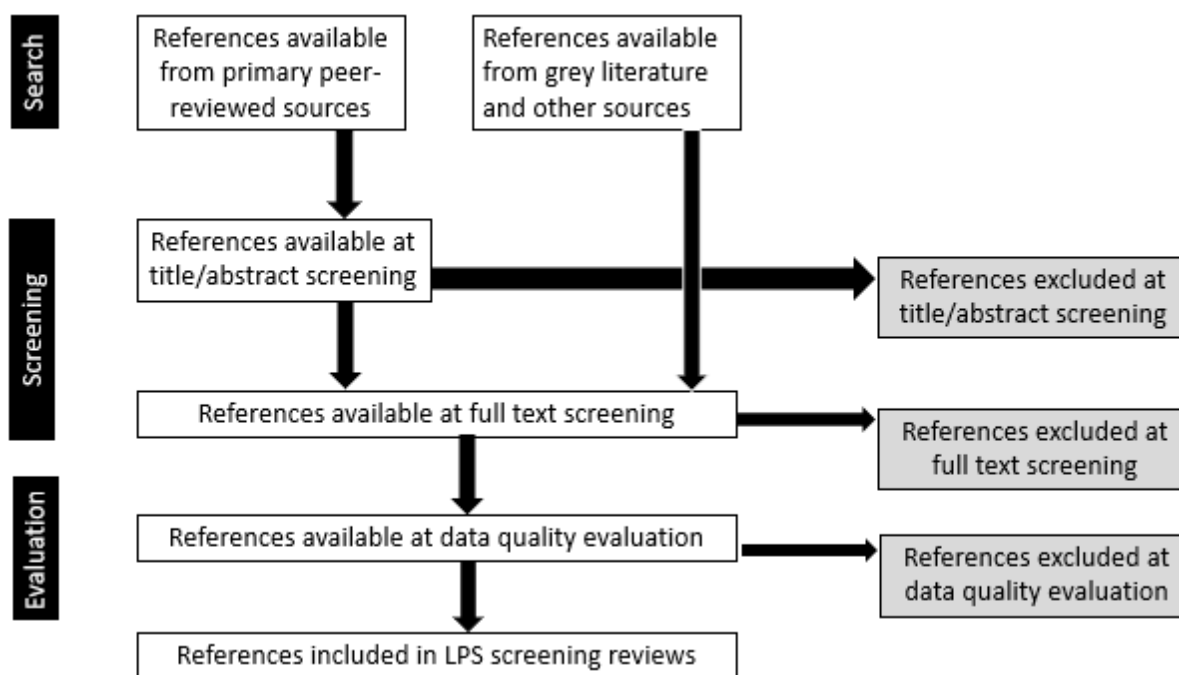 Search
References available
from primary peer-
reviewed sources
References available
from grey literature
and other sources
Screening
References available at
title/abstract screening
References excluded at
title/abstract screening
References available at full text screening
References excluded at
full text screening
Evaluation
References available at data quality evaluation
References excluded at
data quality evaluation
References included in LPS screening reviews